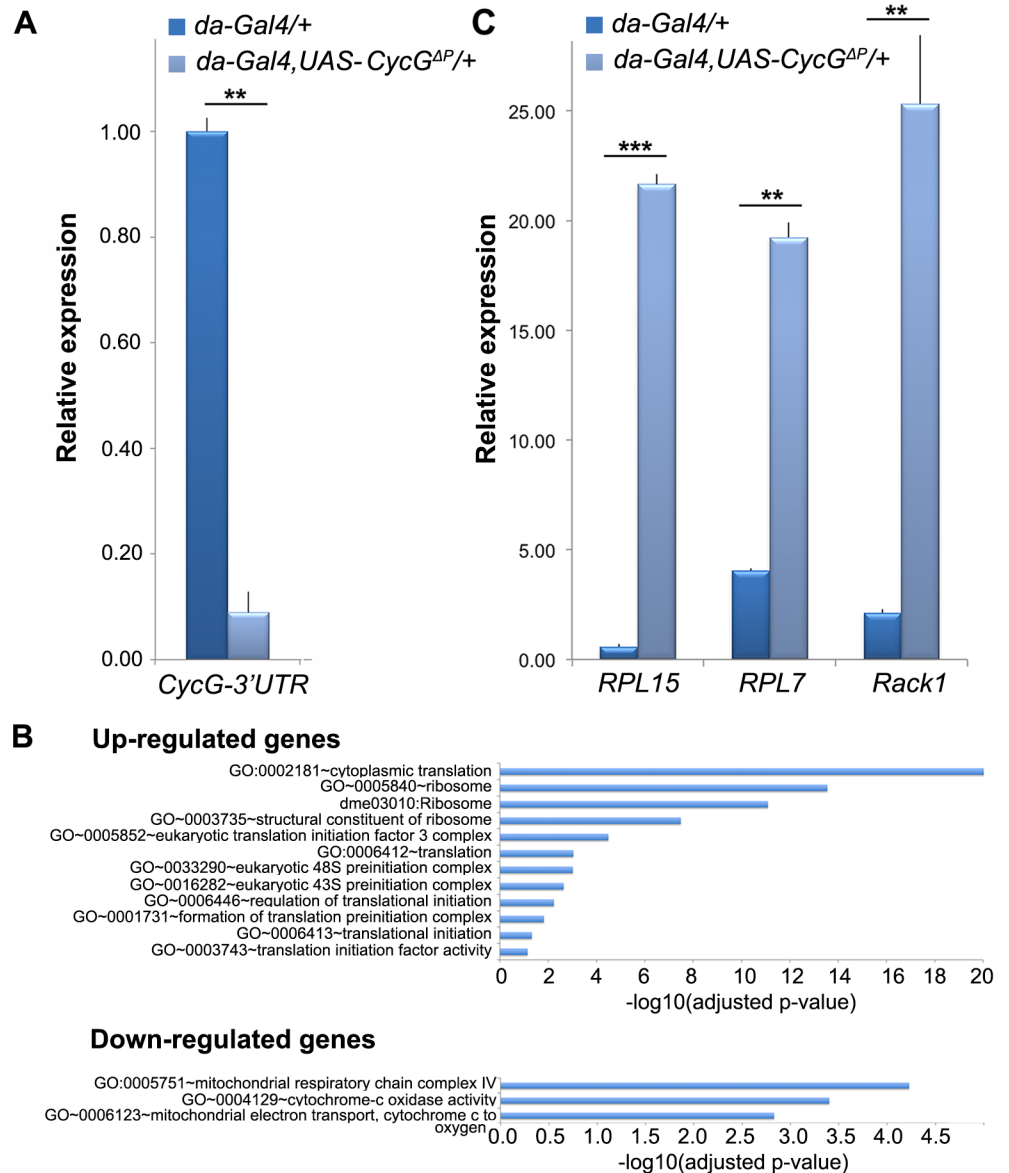 A
da-Gal4/+
da-Gal4,UAS-CycGΔP/+
**
1.00
0.80
0.60
0.40
0.20
0.00
Relative expression
CycG-3’UTR
C
da-Gal4/+
da-Gal4,UAS-CycGΔP/+
**
***
**
25.00
20.00
15.00
10.00
5.00
0.00
Relative expression
RPL15 RPL7 Rack1
B
Up-regulated genes
GO:0002181~cytoplasmic translation
GO~0005840~ribosome
dme03010:Ribosome
GO~0003735~structural constituent of ribosome
GO~0005852~eukaryotic translation initiation factor 3 complex
GO:0006412~translation
GO~0033290~eukaryotic 48S preinitiation complex
GO~0016282~eukaryotic 43S preinitiation complex
GO~0006446~regulation of translational initiation
GO~0001731~formation of translation preinitiation complex
GO~0006413~translational initiation
GO~0003743~translation initiation factor activity
0 2 4 6 8 10 12 14 16 18 20
-log10(adjusted p-value)
Down-regulated genes
GO:0005751~mitochondrial respiratory chain complex IV
GO~0004129~cytochrome-c oxidase activity
GO~0006123~mitochondrial electron transport, cytochrome c to
oxygen
0.0 0.5 1.0 1.5 2.0 2.5 3.0 3.5 4.0 4.5
-log10(adjusted p-value)